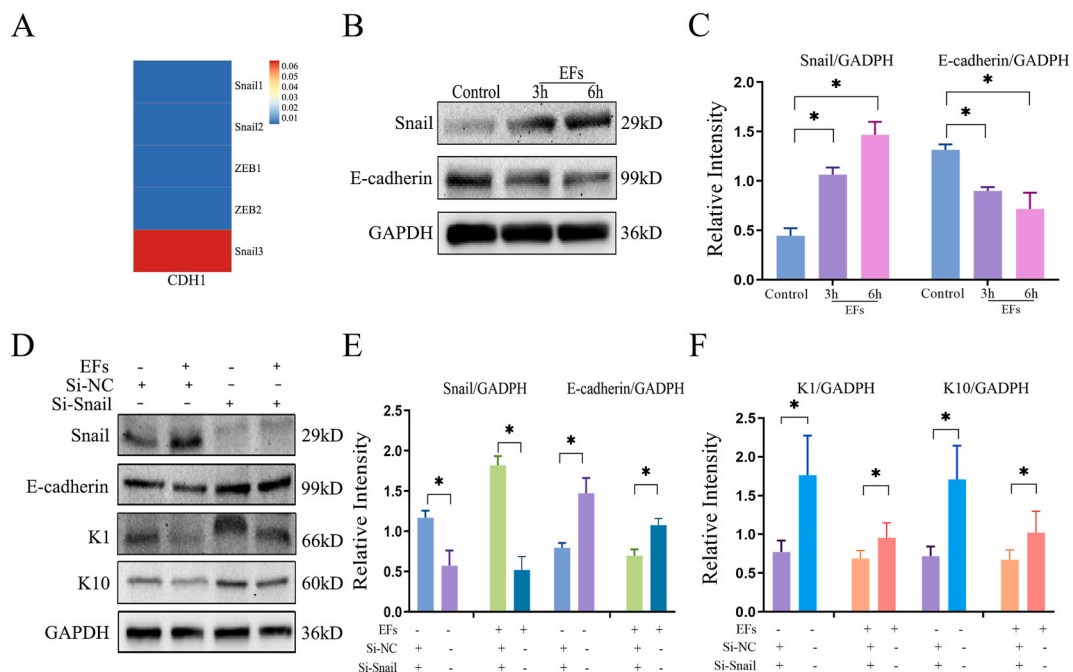 A
0.06
0.05
0.04
0.03
0.02
0.01
Snail1
Snail2
ZEB1
ZEB2
Snail3
CDH1
B
EFs
Control 3h 6h
Snail 29kD
E-cadherin 99kD
GAPDH 36kD
C
Snail/GADPH E-cadherin/GAPDH
Relative Intensity
2.0
1.5
1.0
0.5
0.0
* * * *
Control 3h 6h Control 3h 6h
EFs EFs
D
EFs - + - +
Si-NC + + - -
Si-Snail - - + +
Snail 29kD
E-cadherin 99kD
K1 66kD
K10 60kD
GAPDH 36kD
E
Snail/GADPH E-cadherin/GAPDH
Relative Intensity
2.5
2.0
1.5
1.0
0.5
0.0
* * * *
EFs - - + + - - + +
Si-NC + - + - + - + -
Si-Snail + - + - + - + -
F
K1/GADPH K10/GADPH
Relative Intensity
2.5
2.0
1.5
1.0
0.5
0.0
* * * *
EFs - - + + - - + +
Si-NC + - + - + - + -
Si-Snail + - + - + - + -